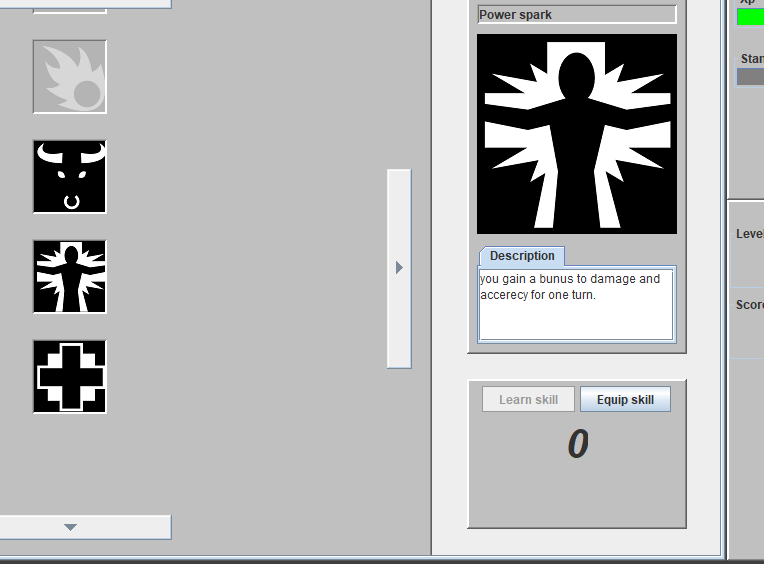 Power spark
Xp
Stan
Description
you gain a bunus to damage and
accerecy for one turn.
Level
Score
Learn skill
Equip skill
0